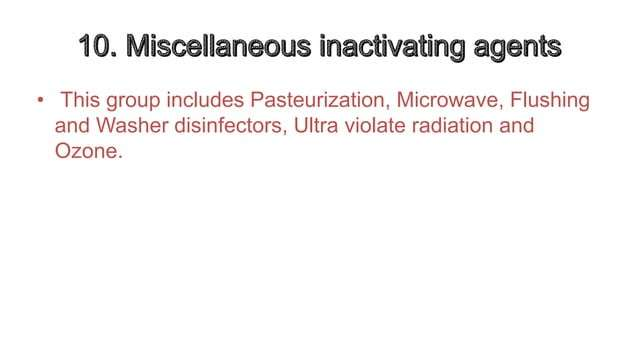 10. Miscellaneous inactivating agents
• This group includes Pasteurization, Microwave, Flushing
and Washer disinfectors, Ultra violate radiation and
Ozone.